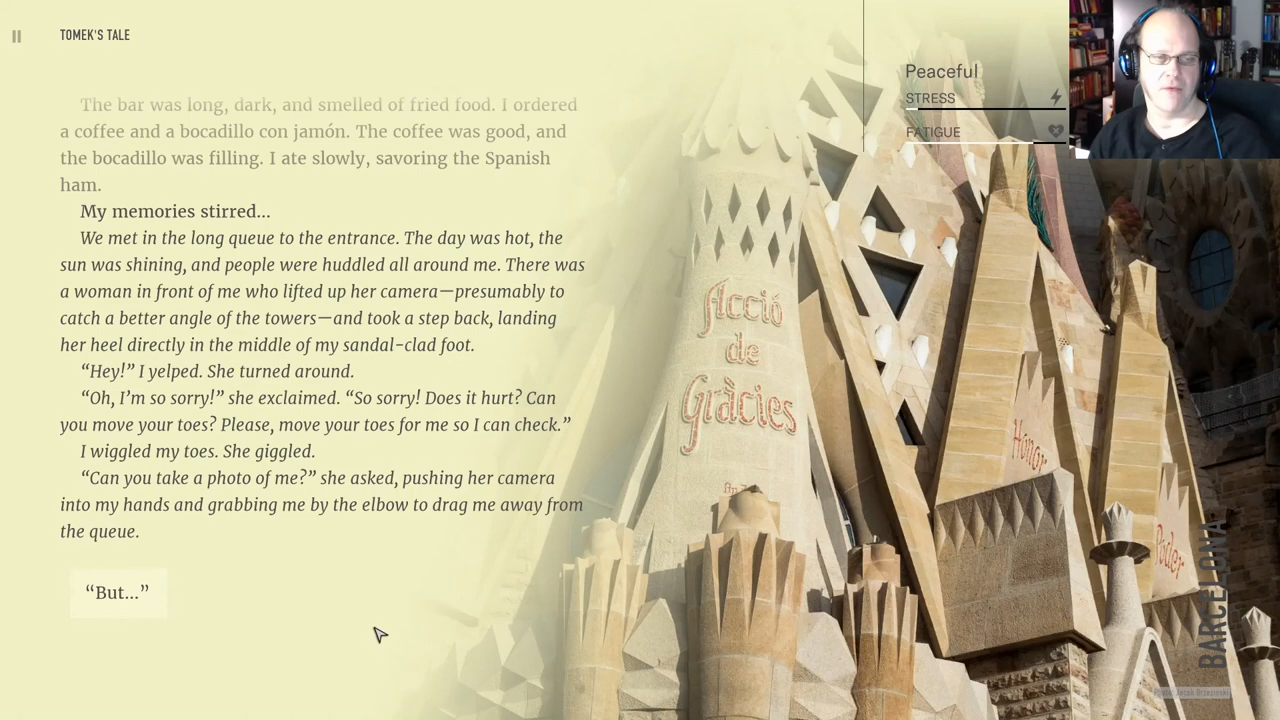 TOMEK'S TALE
The bar was long, dark, and smelled of fried food. I ordered
a coffee and a bocadillo con jamón. The coffee was good, and
the bocadillo was filling. I ate slowly, savoring the Spanish
ham.
My memories stirred...
We met in the long queue to the entrance. The day was hot, the
sun was shining, and people were huddled all around me. There was
a woman in front of me who lifted up her camera—presumably to
catch a better angle of the towers—and took a step back, landing
her heel directly in the middle of my sandal-clad foot.
“Hey!” I yelped. She turned around.
“Oh, I’m so sorry!” she exclaimed. “So sorry! Does it hurt? Can
you move your toes? Please, move your toes for me so I can check.”
I wiggled my toes. She giggled.
“Can you take a photo of me?” she asked, pushing her camera
into my hands and grabbing me by the elbow to drag me away from
the queue.
“But...”
Peaceful
STRESS
FATIGUE
Acció
de
Gràcies
Honor
Poder
BARCELONA
Photo: Jacek Brzezinski